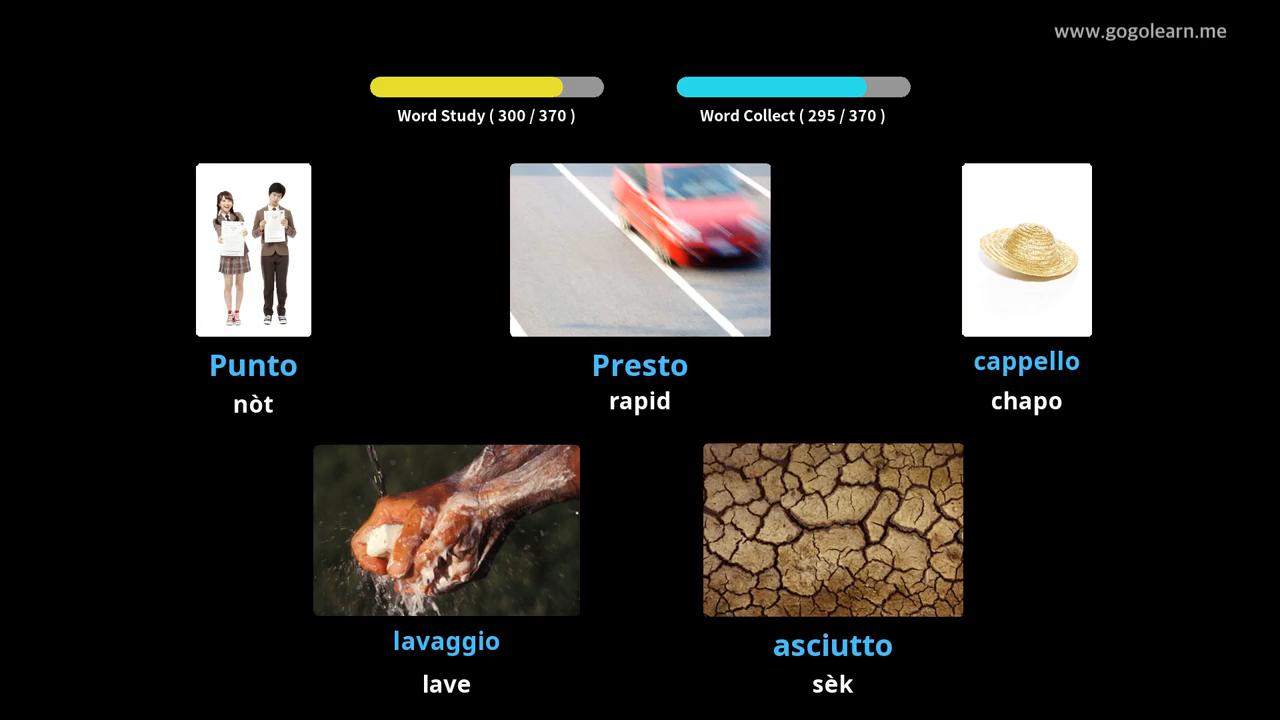 www.gogolearn.me
Word Study ( 300 / 370 )
Word Collect ( 295 / 370 )
Punto
nòt
Presto
rapid
cappello
chapo
lavaggio
lave
asciutto
sèk